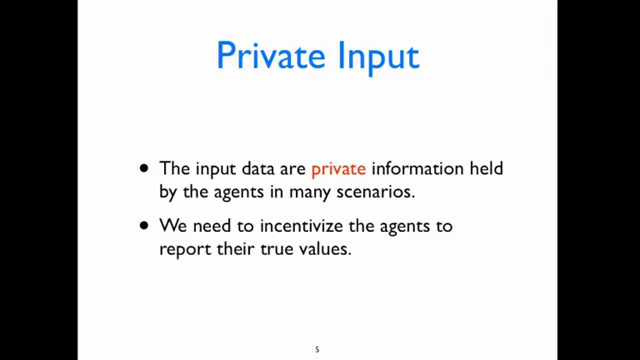 Private Input
• The input data are private information held
by the agents in many scenarios.
• We need to incentivize the agents to
report their true values.
5